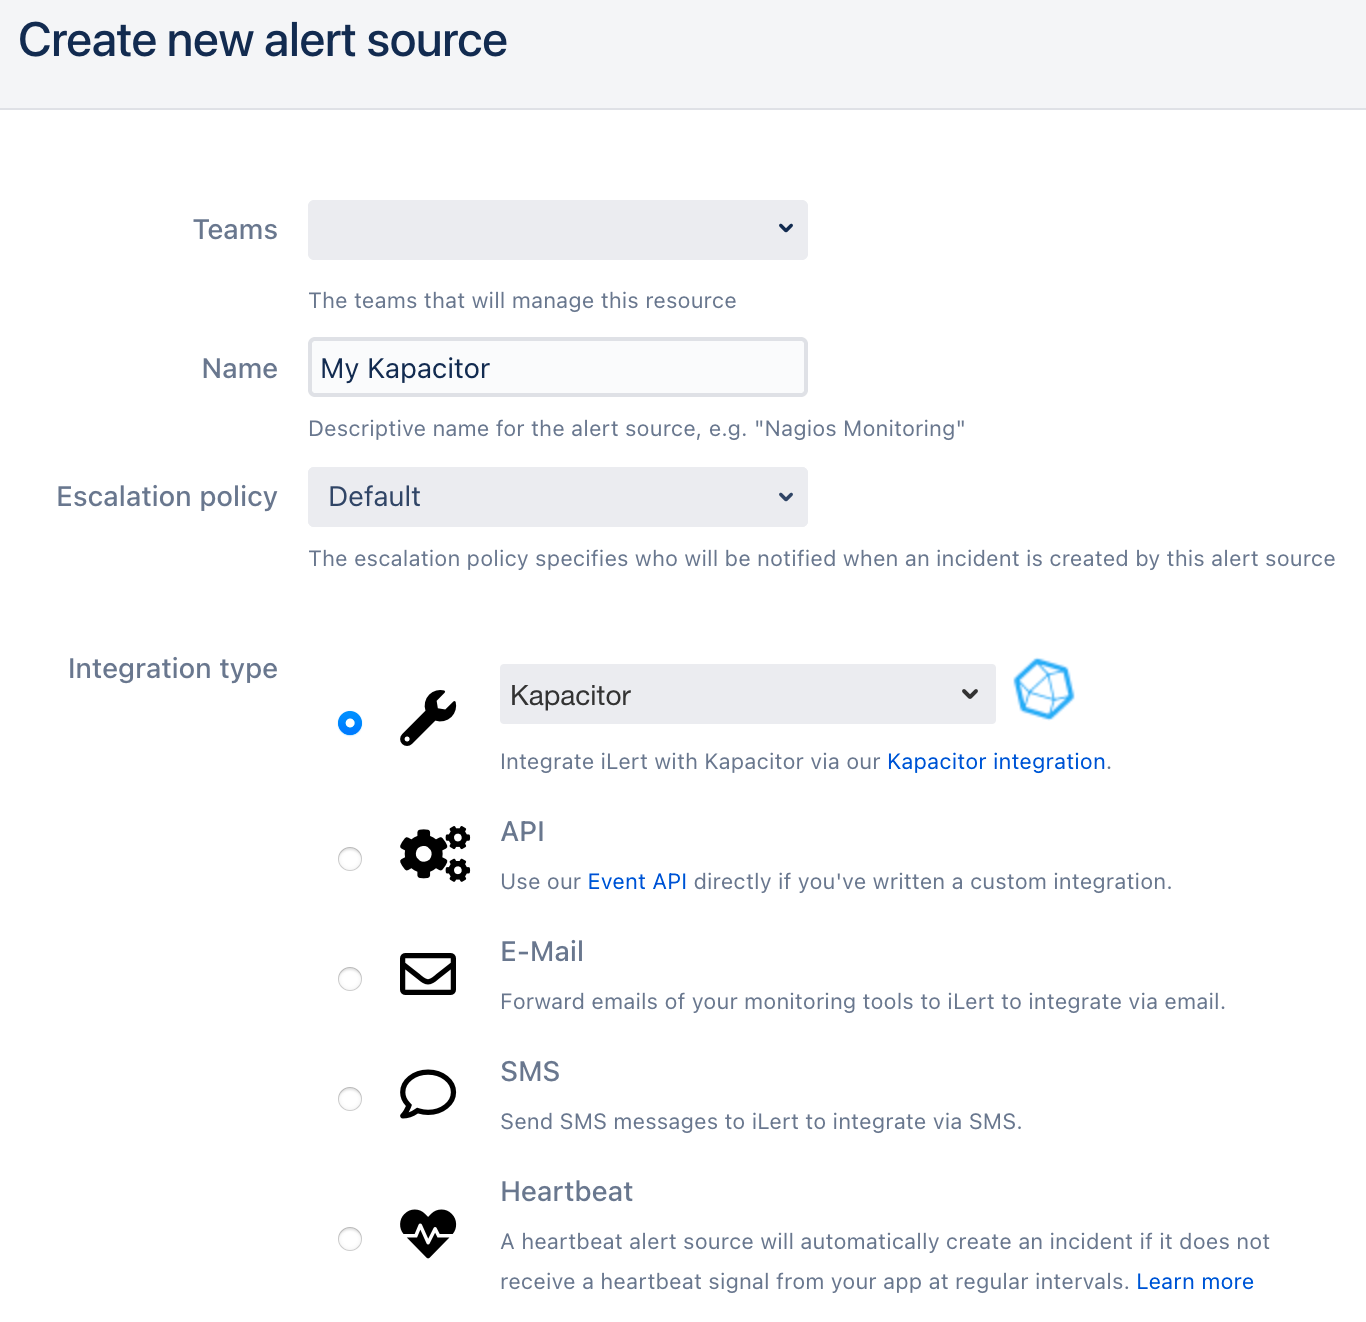 Create new alert source
Teams
The teams that will manage this resource
Name
My Kapacitor
Descriptive name for the alert source, e.g. "Nagios Monitoring"
Escalation policy
Default
The escalation policy specifies who will be notified when an incident is created by this alert source
Integration type
Kapacitor
Integrate iLert with Kapacitor via our Kapacitor integration.
API
Use our Event API directly if you've written a custom integration.
E-Mail
Forward emails of your monitoring tools to iLert to integrate via email.
SMS
Send SMS messages to iLert to integrate via SMS.
Heartbeat
A heartbeat alert source will automatically create an incident if it does not
receive a heartbeat signal from your app at regular intervals. Learn more